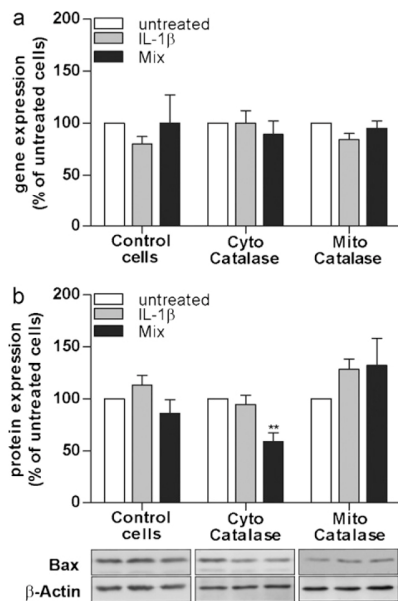 a
gene expression
(% of untreated cells)
200
150
100
50
0
untreated
IL-1β
Mix
Control
cells
Cyto
Catalase
Mito
Catalase
b
protein expression
(% of untreated cells)
200
150
100
50
0
untreated
IL-1β
Mix
**
Control
cells
Cyto
Catalase
Mito
Catalase
Bax
β-Actin